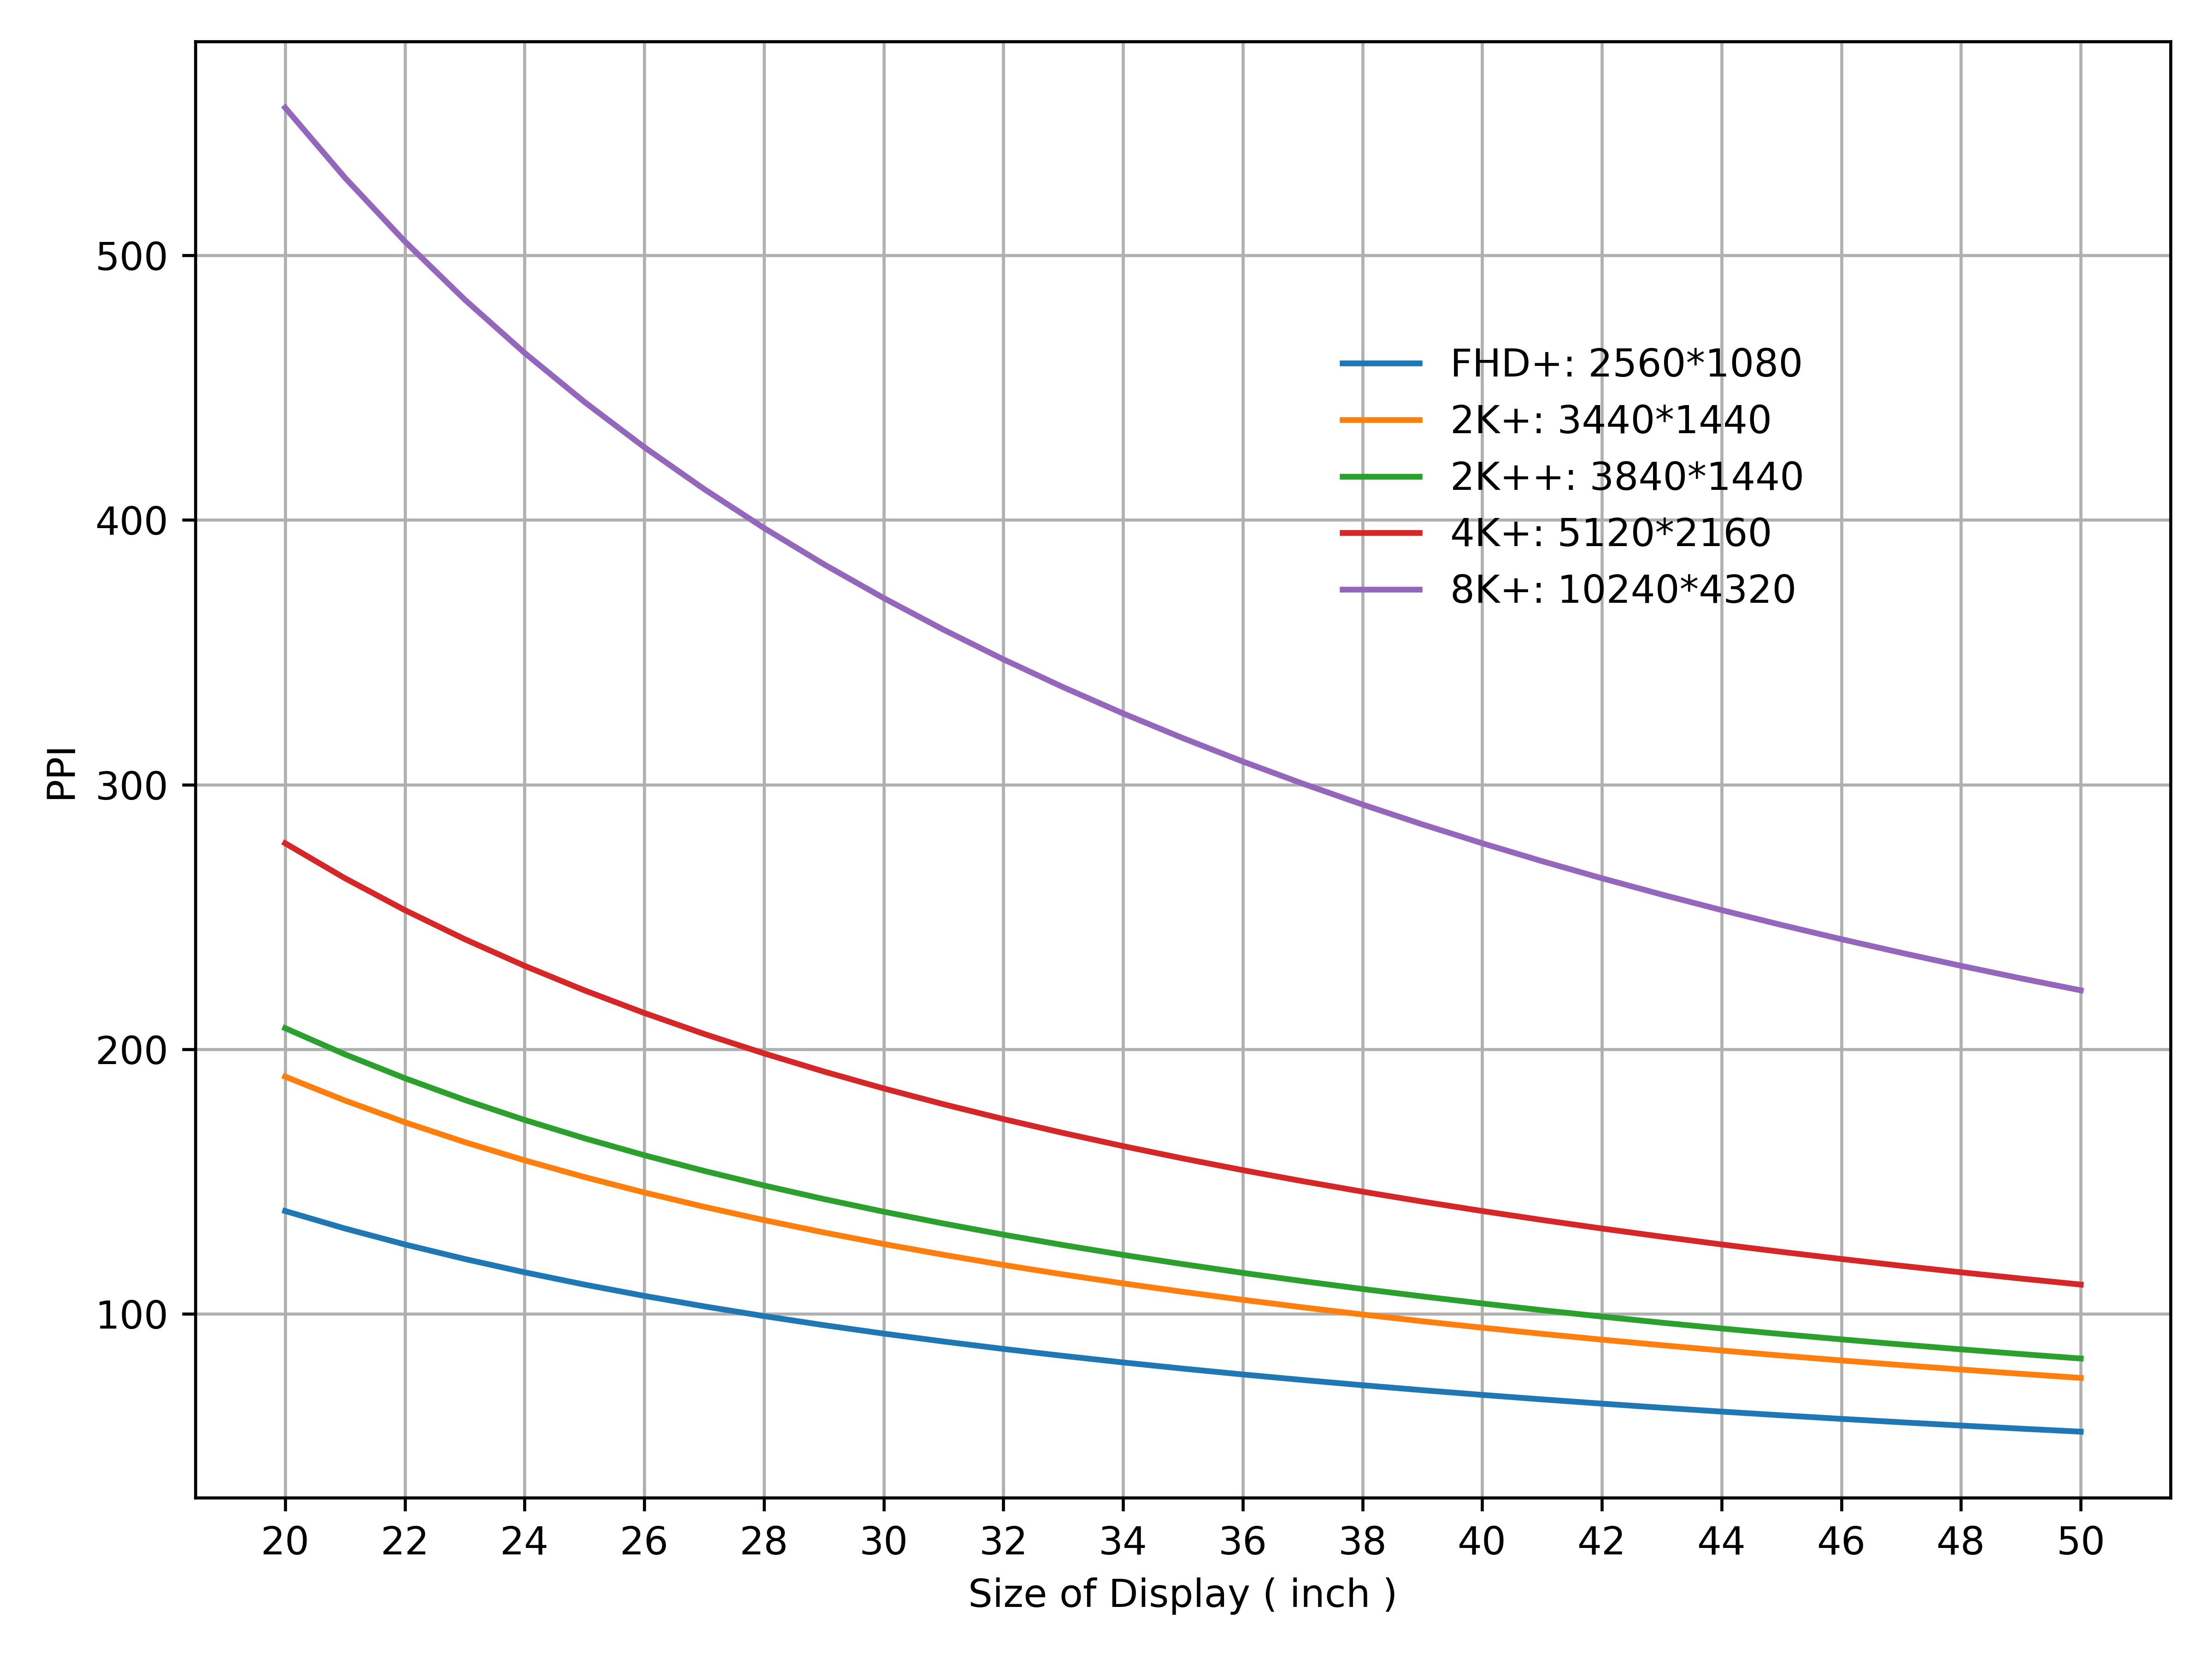 500
400
300
200
100
PPI
FHD+: 2560*1080
2K+: 3440*1440
2K++: 3840*1440
4K+: 5120*2160
8K+: 10240*4320
20 22 24 26 28 30 32 34 36 38 40 42 44 46 48 50
Size of Display ( inch )